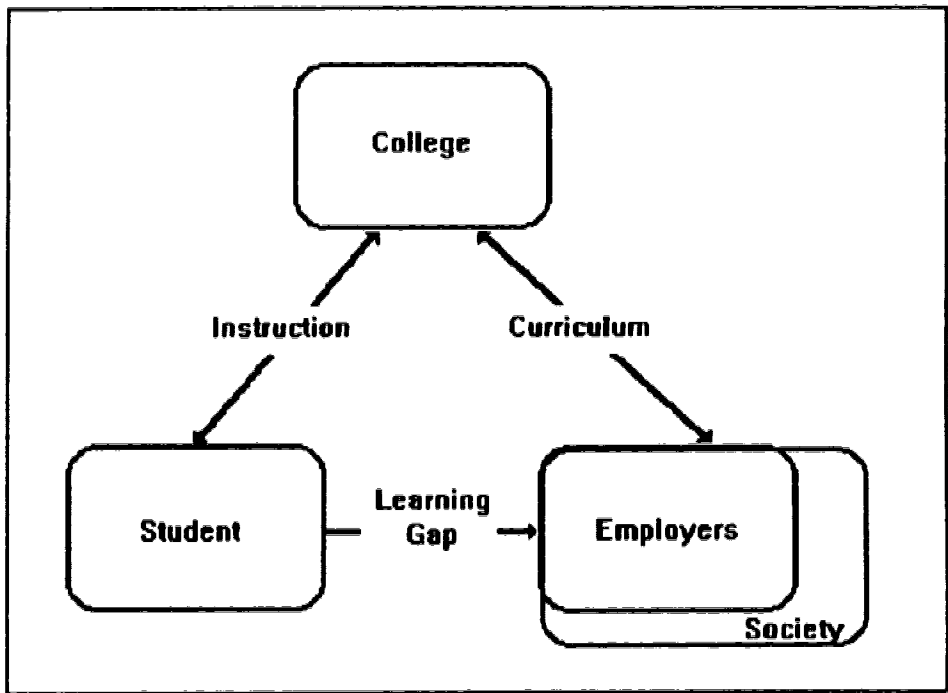 College
Instruction
Curriculum
Student
Learning
Gap
Employers
Society